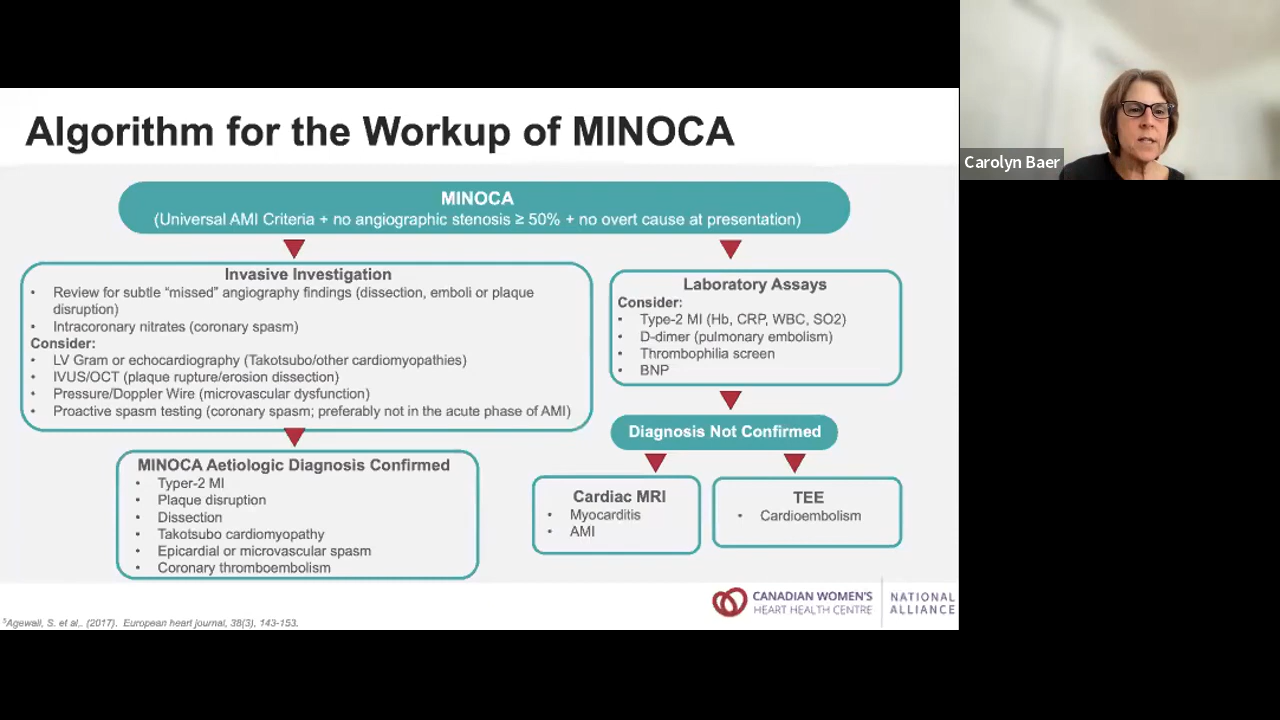 Algorithm for the Workup of MINOCA
MINOCA
(Universal AMI Criteria + no angiographic stenosis ≥ 50% + no overt cause at presentation)
Invasive Investigation
• Review for subtle “missed” angiography findings (dissection, emboli or plaque
disruption)
• Intracoronary nitrates (coronary spasm)
Consider:
• LV Gram or echocardiography (Takotsubo/other cardiomyopathies)
• IVUS/OCT (plaque rupture/erosion dissection)
• Pressure/Doppler Wire (microvascular dysfunction)
• Proactive spasm testing (coronary spasm; preferably not in the acute phase of AMI)
MINOCA Aetiologic Diagnosis Confirmed
• Typer-2 MI
• Plaque disruption
• Dissection
• Takotsubo cardiomyopathy
• Epicardial or microvascular spasm
• Coronary thromboembolism
Laboratory Assays
Consider:
• Type-2 MI (Hb, CRP, WBC, SO2)
• D-dimer (pulmonary embolism)
• Thrombophilia screen
• BNP
Diagnosis Not Confirmed
Cardiac MRI
• Myocarditis
• AMI
TEE
• Cardioembolism
CANADIAN WOMEN'S
HEART HEALTH CENTRE
NATIONAL
ALLIANCE
5Agewall, S. et al,. (2017). European heart journal, 38(3), 143-153.
Carolyn Baer